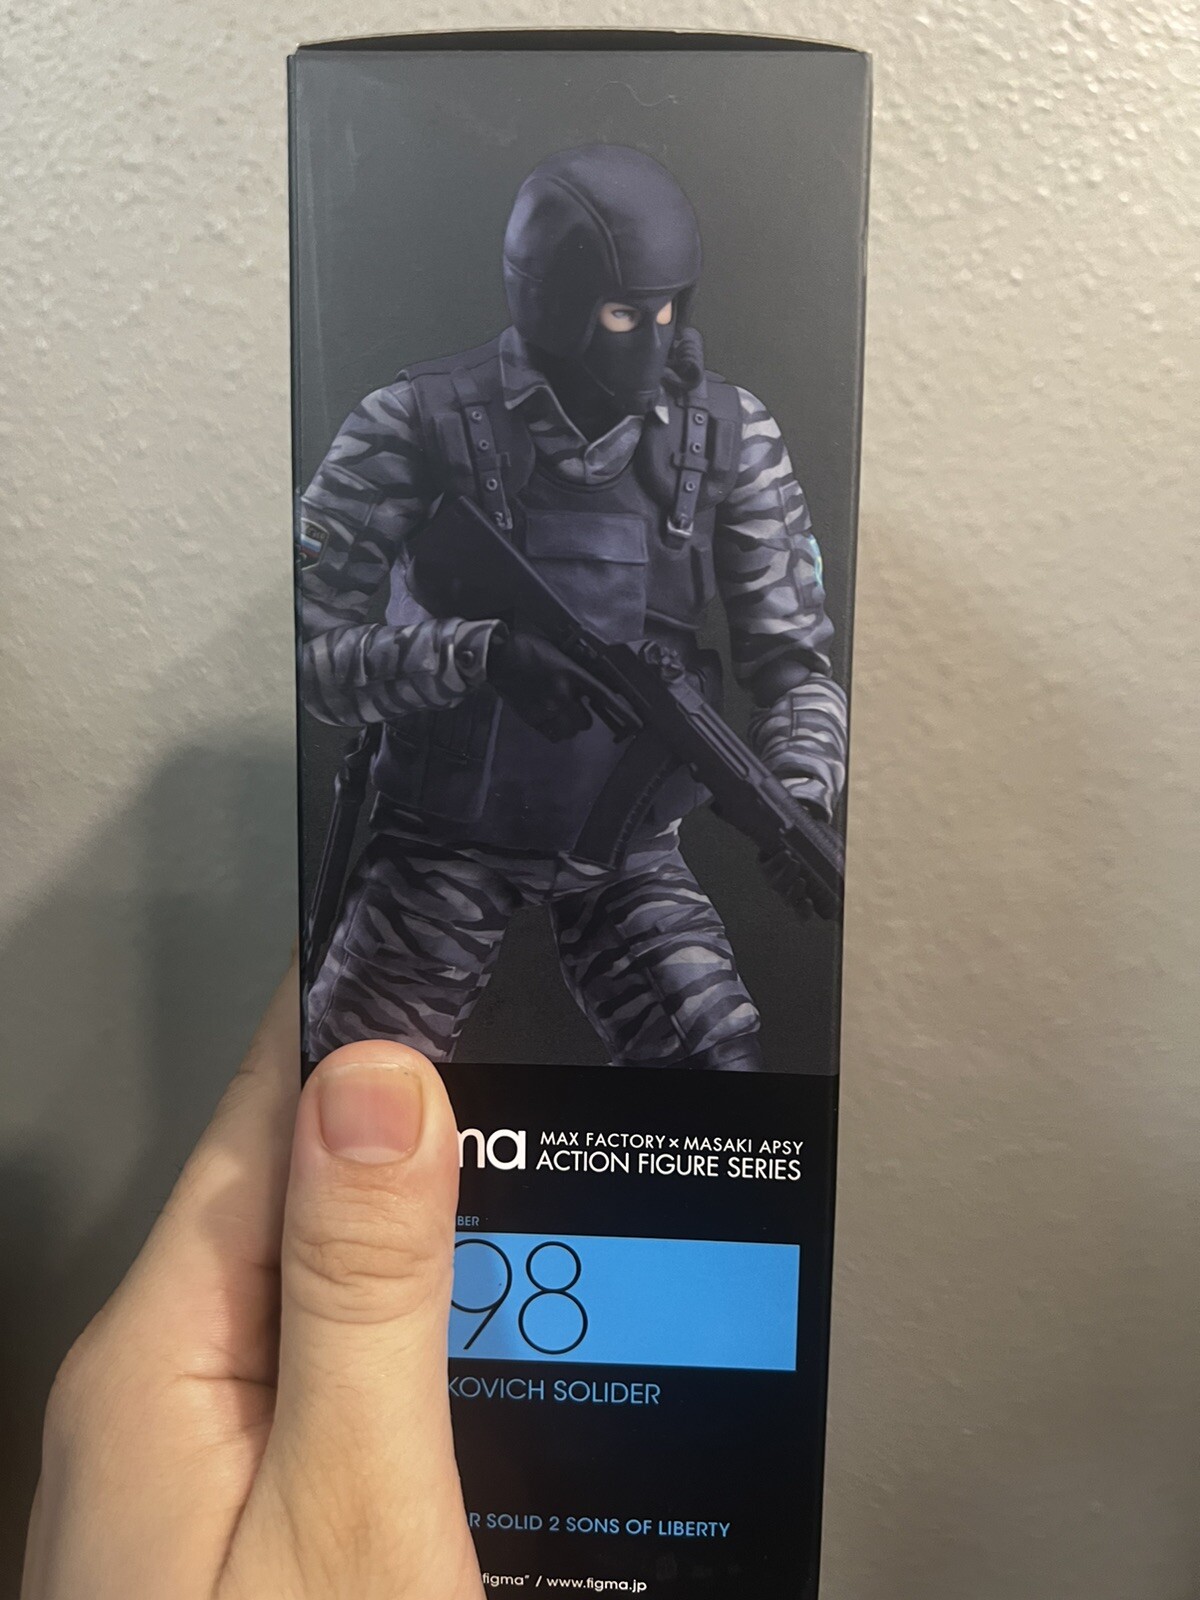 ma MAX FACTORY×MASAKI APSY
ACTION FIGURE SERIES
BER
98
KOVICH SOLIDER
R SOLID 2 SONS OF LIBERTY
figma" / www.figma.jp